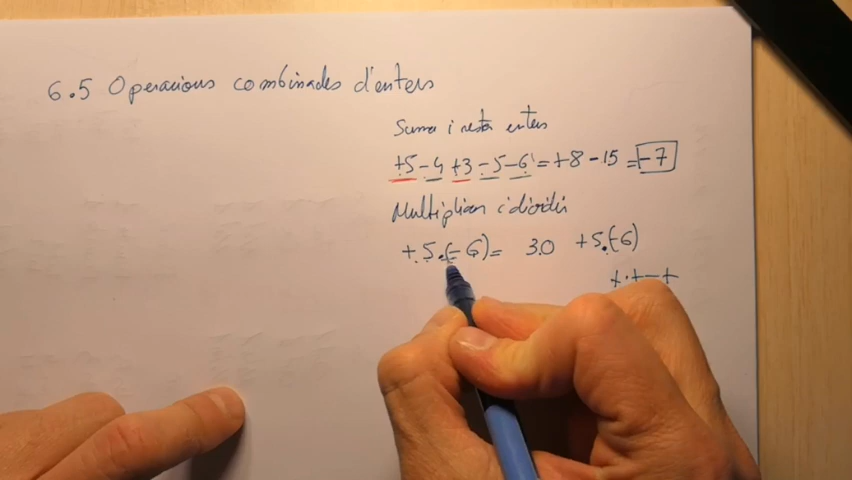 6.5 Operacions combinades d'enters
Suma i resta enters
+5-4+3-5-6=+8-15=-7
Multiplicar i dividir
+5·(-6)= 30 +5·(-6)
+·+=+